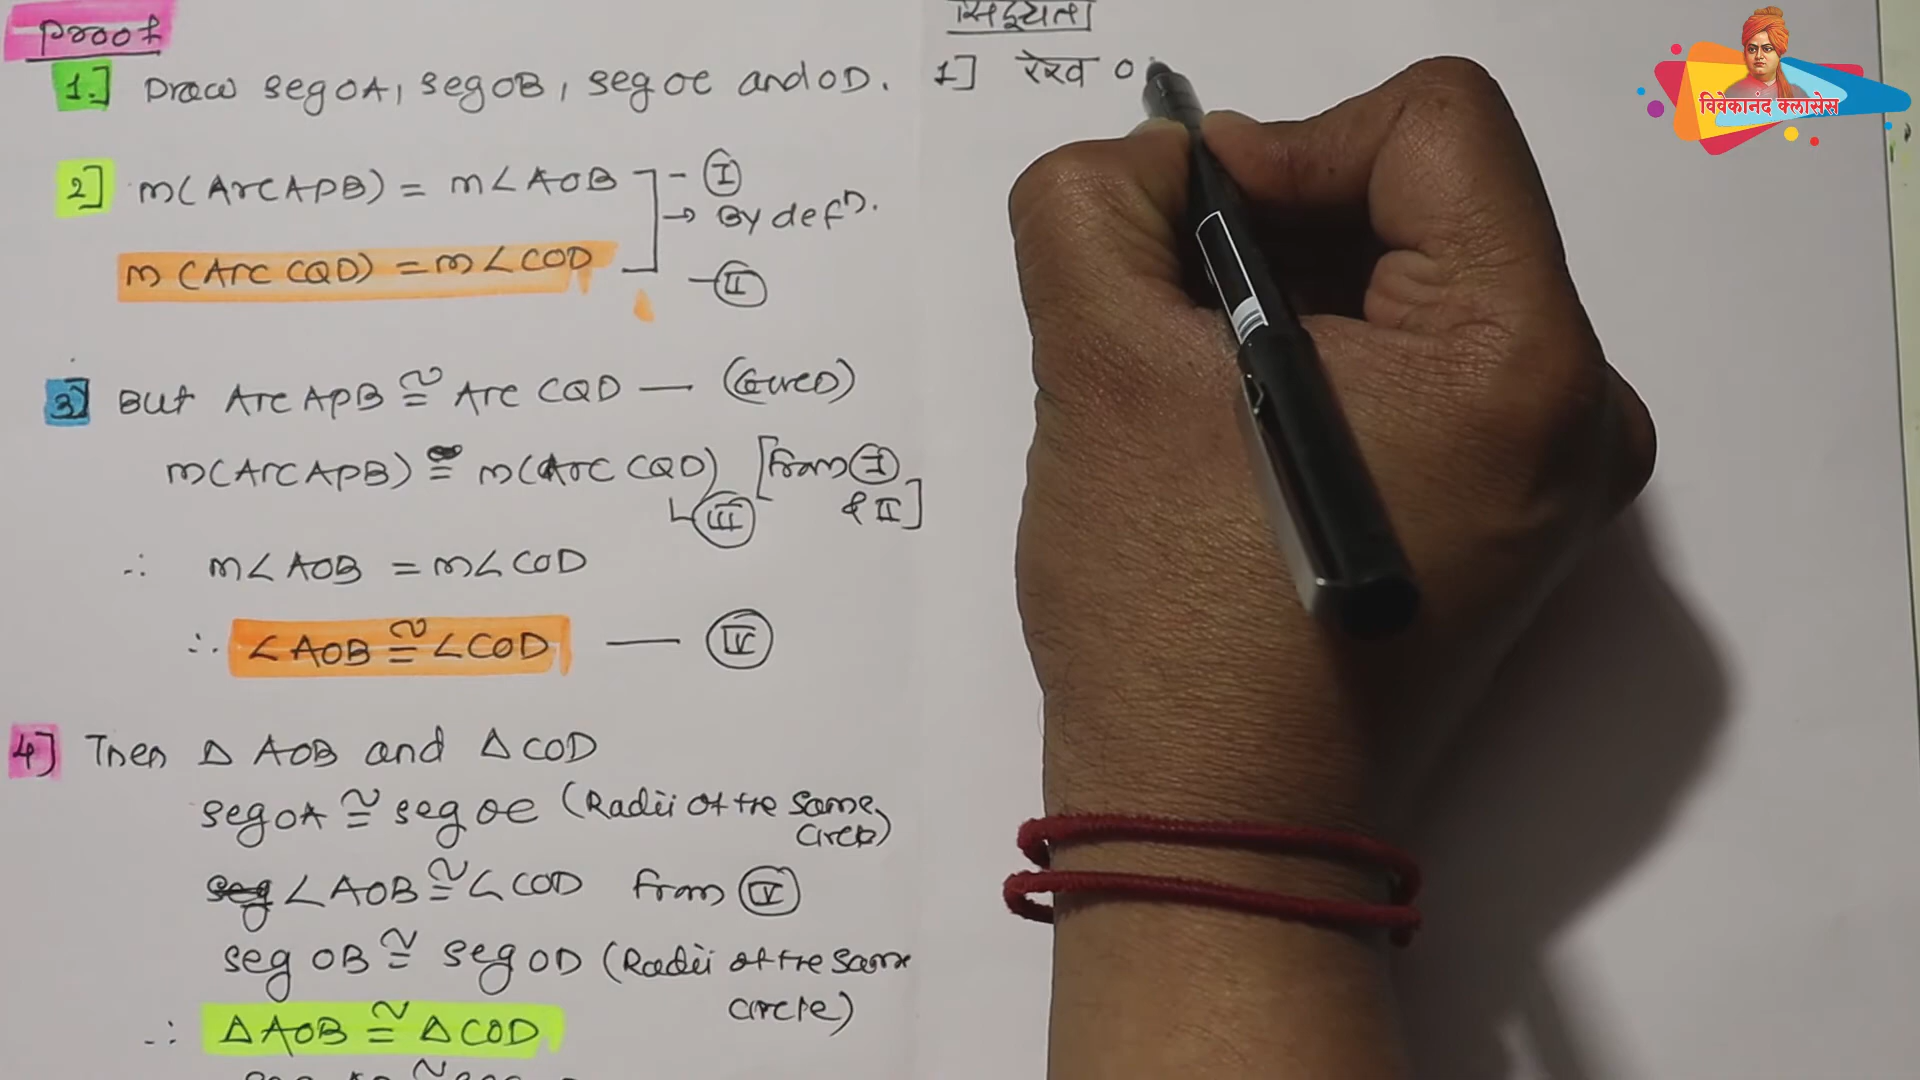 Proof
1.] Draw seg OA, seg OB, seg OC and OD.
2] m(Arc APB) = m∠AOB - Ⓘ
→ By defⁿ.
m (Arc CQD) = m∠COD - Ⅱ
3] But Arc APB ≅ Arc CQD —
m(Arc APB) = m(Arc CQD) [from Ⓘ
& II]
III
∴ m∠AOB = m∠COD
∴ ∠AOB ≅ ∠COD — IV
4] Then △ AOB and △ COD
seg OA ≅ seg OC (Radii of the same
circle)
∠AOB ≅ ∠COD from IV
seg OB ≅ seg OD (Radii of the same
circle)
∴ △AOB ≅ △COD
सिद्धता
1] रेख O
विवेकानंद क्लासेस